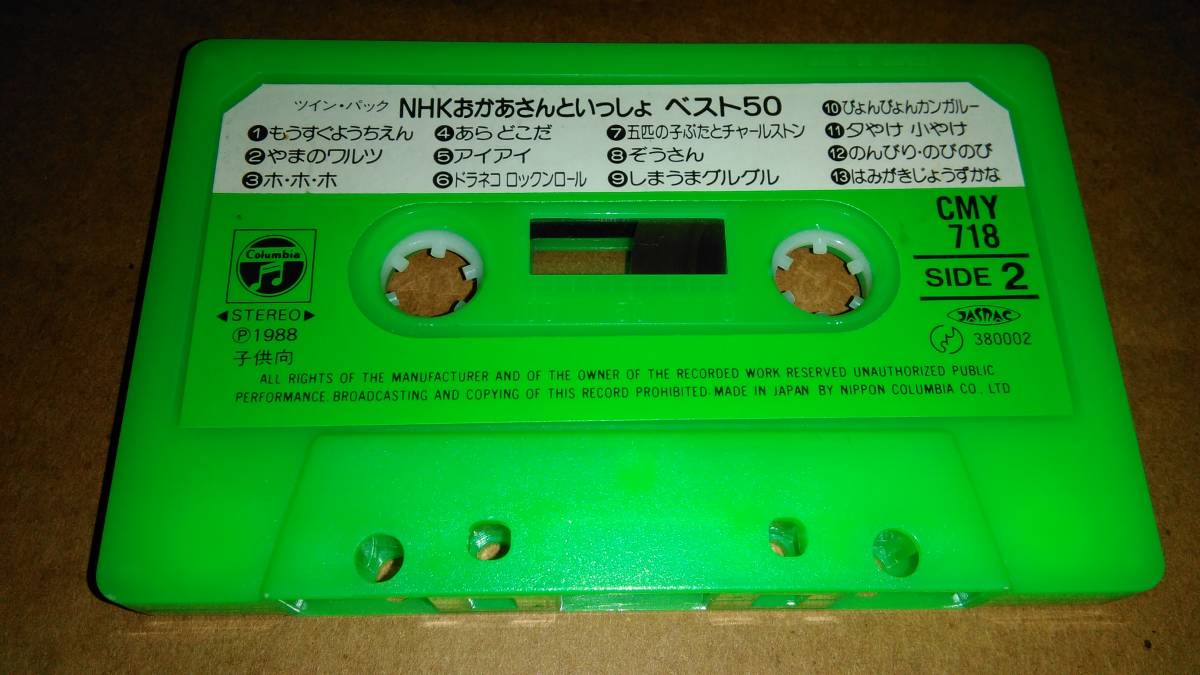 ツイン・パック NHKおかあさんといっしょ ベスト50
❶もうすぐようちえん
❷やまのワルツ
❸ホ・ホ・ホ
❹あら どこだ
❺アイアイ
❻ドラネコ ロックンロール
❼五匹の子ぶたとチャールストン
❽ぞうさん
❾しまうまグルグル
❿ぴょんぴょんカンガルー
⓫夕やけ 小やけ
⓬のんびり・のびのび
⓭はみがきじょうずかな
CMY
718
SIDE 2
JASRAC
380002
Columbia
◀STEREO▶
Ⓟ1988
子供向
ALL RIGHTS OF THE MANUFACTURER AND OF THE OWNER OF THE RECORDED WORK RESERVED UNAUTHORIZED PUBLIC
PERFORMANCE. BROADCASTING AND COPYING OF THIS RECORD PROHIBITED. MADE IN JAPAN BY NIPPON COLUMBIA CO., LTD